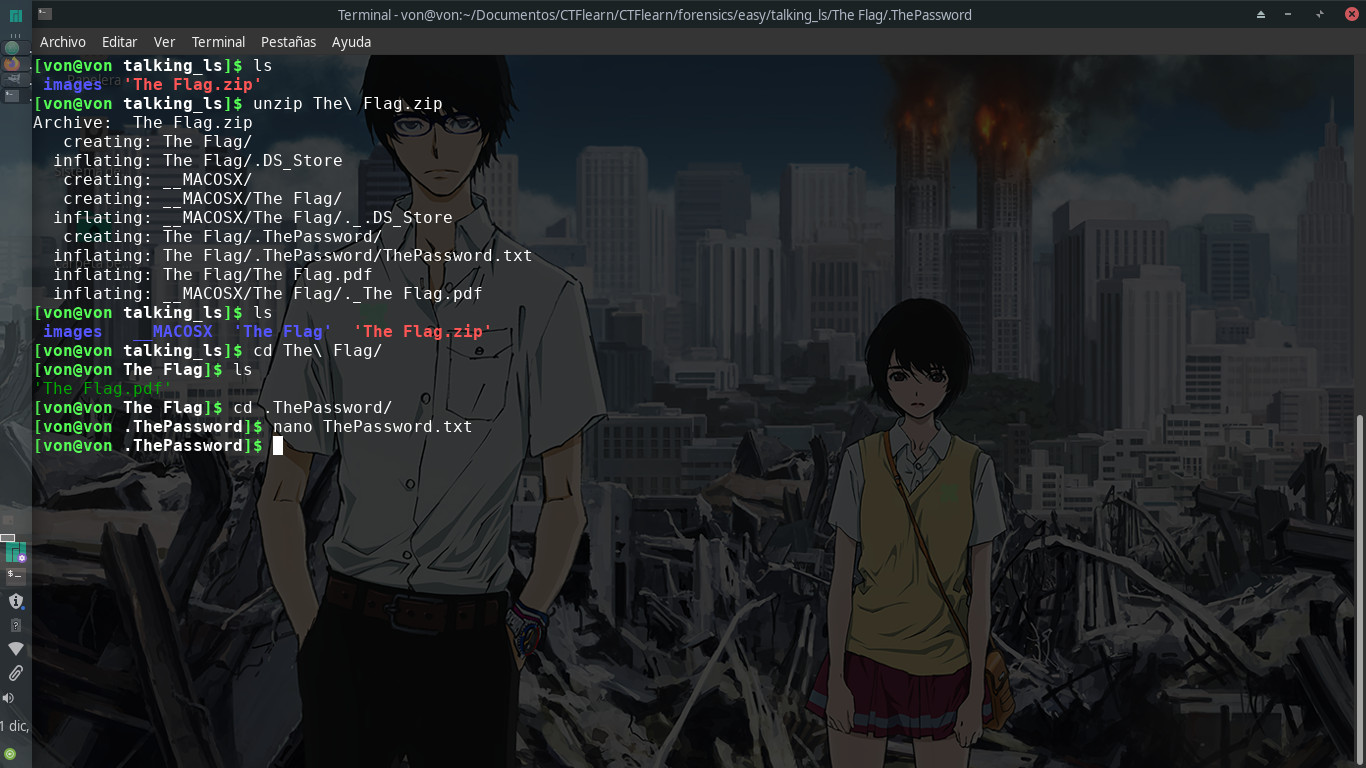 Terminal - von@von:~/Documentos/CTFlearn/CTFlearn/forensics/easy/talking_ls/The Flag/.ThePassword
Archivo Editar Ver Terminal Pestañas Ayuda
[von@von talking_ls]$ ls
images 'The Flag.zip'
[von@von talking_ls]$ unzip The\ Flag.zip
Archive:  The Flag.zip
creating: The Flag/
inflating: The Flag/.DS_Store
creating: __MACOSX/
creating: __MACOSX/The Flag/
inflating: __MACOSX/The Flag/._.DS_Store
creating: The Flag/.ThePassword/
inflating: The Flag/.ThePassword/ThePassword.txt
inflating: The Flag/The Flag.pdf
inflating: __MACOSX/The Flag/._The Flag.pdf
[von@von talking_ls]$ ls
images __MACOSX 'The Flag' 'The Flag.zip'
[von@von talking_ls]$ cd The\ Flag/
[von@von The Flag]$ ls
'The Flag.pdf'
[von@von The Flag]$ cd .ThePassword/
[von@von .ThePassword]$ nano ThePassword.txt
[von@von .ThePassword]$
1 dic,